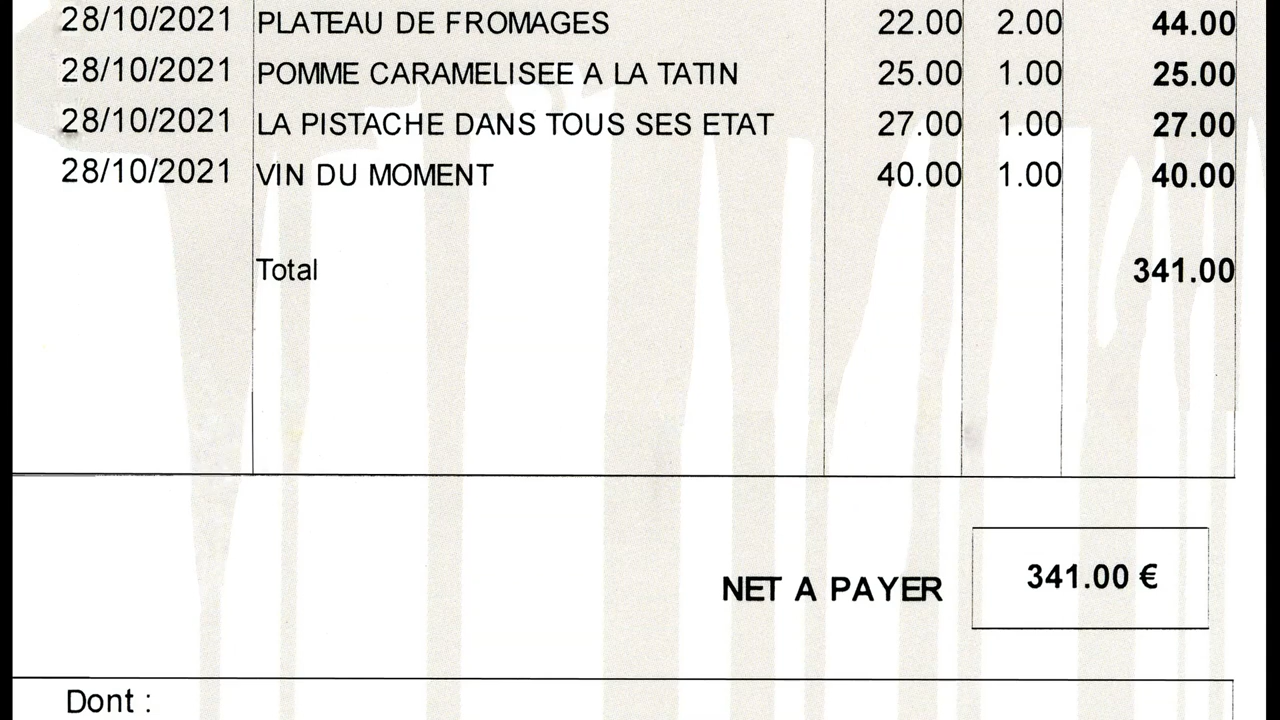 28/10/2021 PLATEAU DE FROMAGES 22.00 2.00 44.00
28/10/2021 POMME CARAMELISEE A LA TATIN 25.00 1.00 25.00
28/10/2021 LA PISTACHE DANS TOUS SES ETAT 27.00 1.00 27.00
28/10/2021 VIN DU MOMENT 40.00 1.00 40.00
Total 341.00
NET A PAYER 341.00 €
Dont :